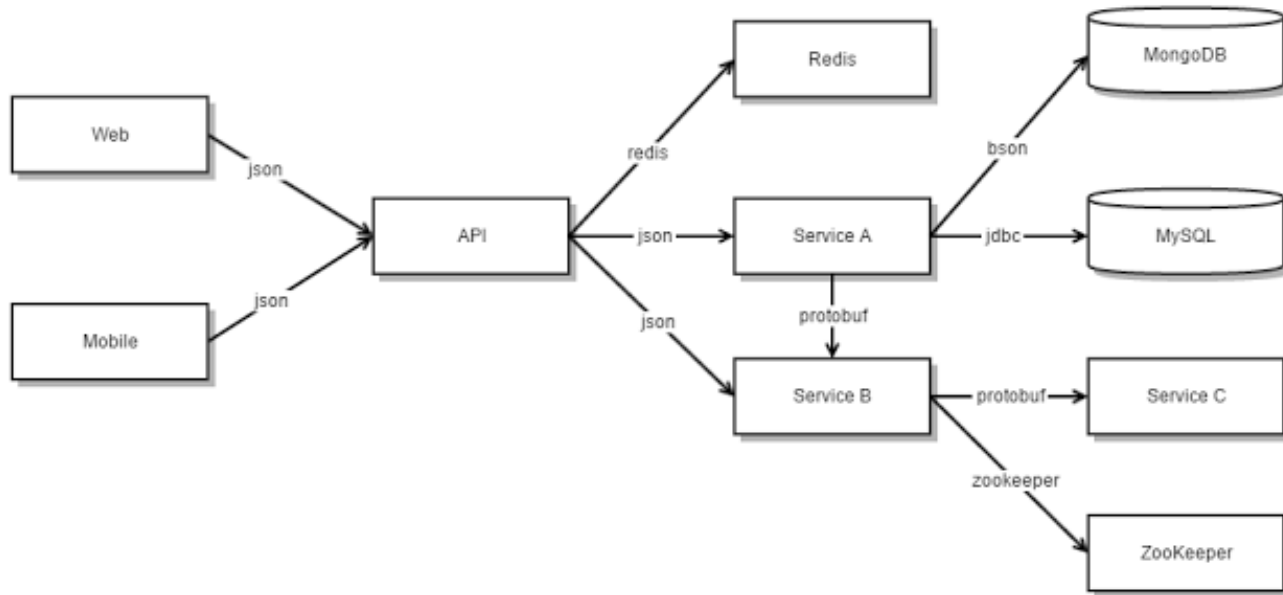 Redis
MongoDB
Web
json
redis
bson
API
json
Service A
jdbc
MySQL
json
Mobile
json
protobuf
Service B
protobuf
Service C
zookeeper
ZooKeeper